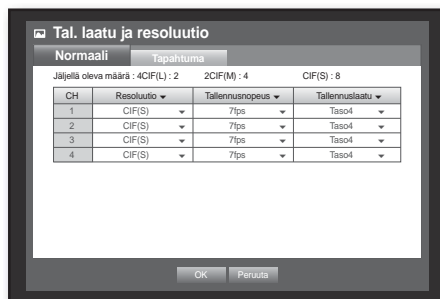 Tal. laatu ja resoluutio
Normaali Tapahtuma
Jäljellä oleva määrä : 4CIF(L) : 2 2CIF(M) : 4 CIF(S) : 8
CH Resoluutio Tallennusnopeus Tallennuslaatu
1 CIF(S) 7fps Taso4
2 CIF(S) 7fps Taso4
3 CIF(S) 7fps Taso4
4 CIF(S) 7fps Taso4
OK Peruuta